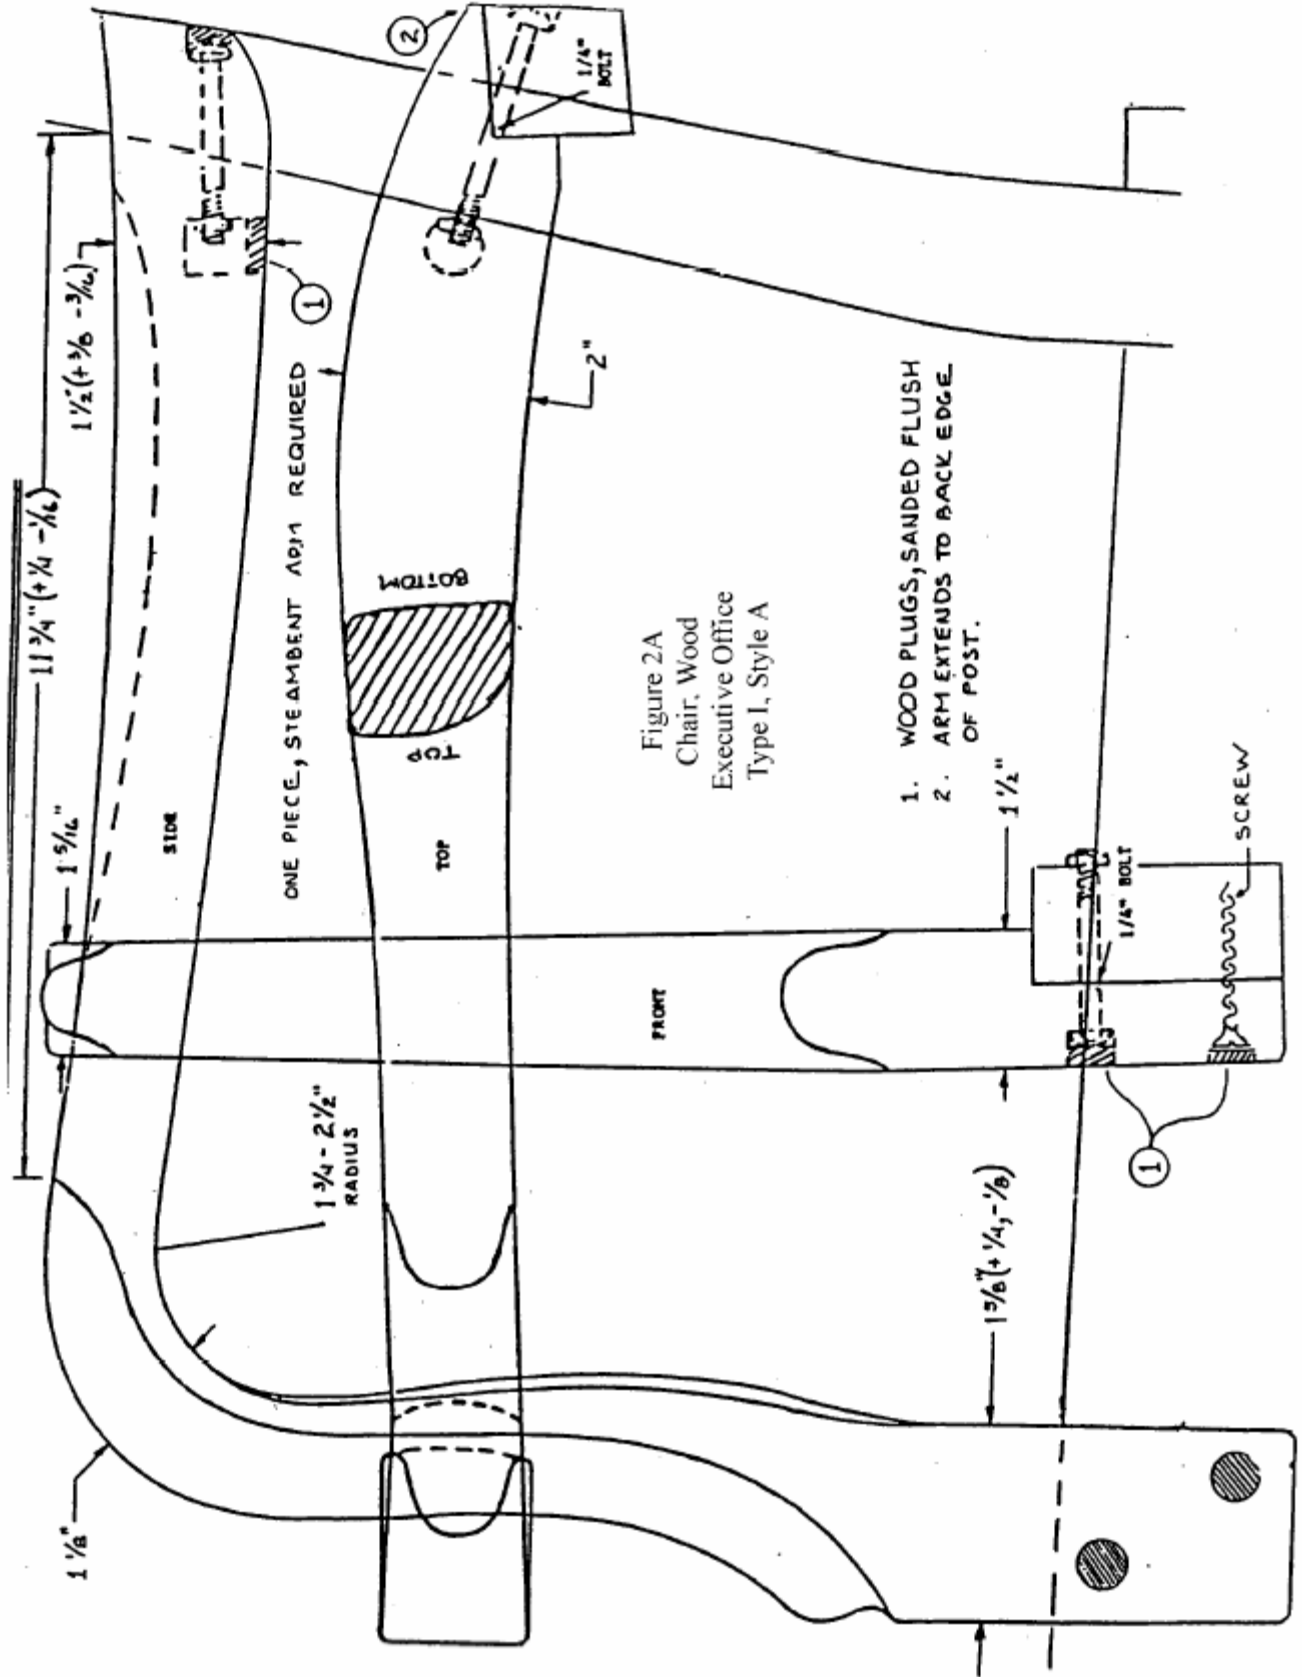 11 3/4" (+ 1/4 - 1/16)
1 1/2" (+ 3/8 - 3/16)
1 5/16"
SIDE
1 1/8"
ONE PIECE, STEAMBENT ARM REQUIRED
1 3/4 - 2 1/2"
RADIUS
2
1/4"
BOLT
1
2"
BOTTOM
TOP
TOP
FRONT
Figure 2A
Chair, Wood
Executive Office
Type I, Style A
1. WOOD PLUGS, SANDED FLUSH
2. ARM EXTENDS TO BACK EDGE
OF POST.
1 1/2"
1/4" BOLT
SCREW
1
1 5/8" (+ 1/4, - 1/8)